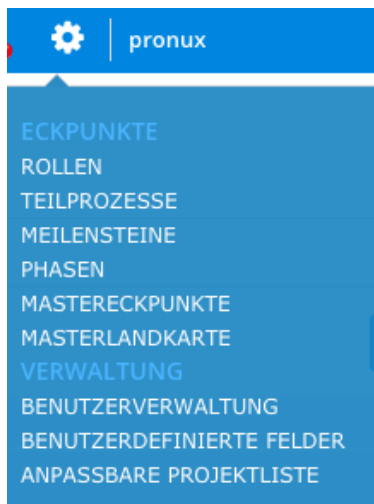 pronux
ECKPUNKTE
ROLLEN
TEILPROZESSE
MEILENSTEINE
PHASEN
MASTERECKPUNKTE
MASTERLANDKARTE
VERWALTUNG
BENUTZERVERWALTUNG
BENUTZERDEFINIERTE FELDER
ANPASSBARE PROJEKTLISTE